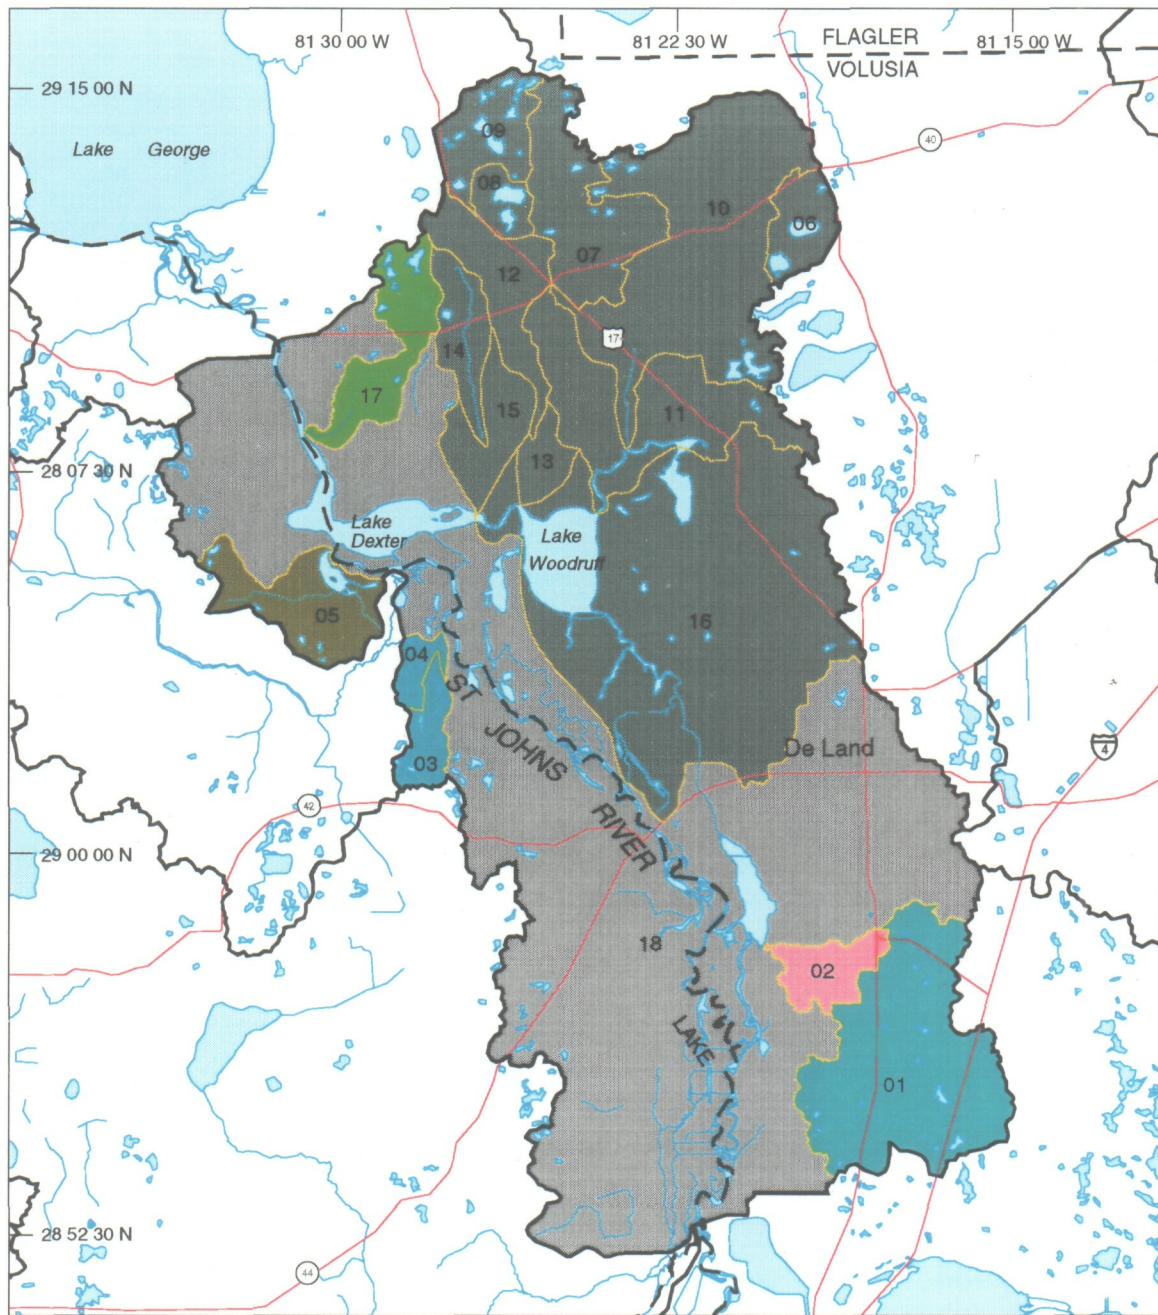 81 30 00 W
81 22 30 W
FLAGLER
81 15 00 W
VOLUSIA
29 15 00 N
Lake George
09
40
08
10
06
07
12
17
14
17
15
11
13
28 07 30 N
Lake
Dexter
Lake
Woodruff
05
16
04
ST JOHNS RIVER
De Land
4
03
42
29 00 00 N
18
02
LAKE
01
28 52 30 N
44